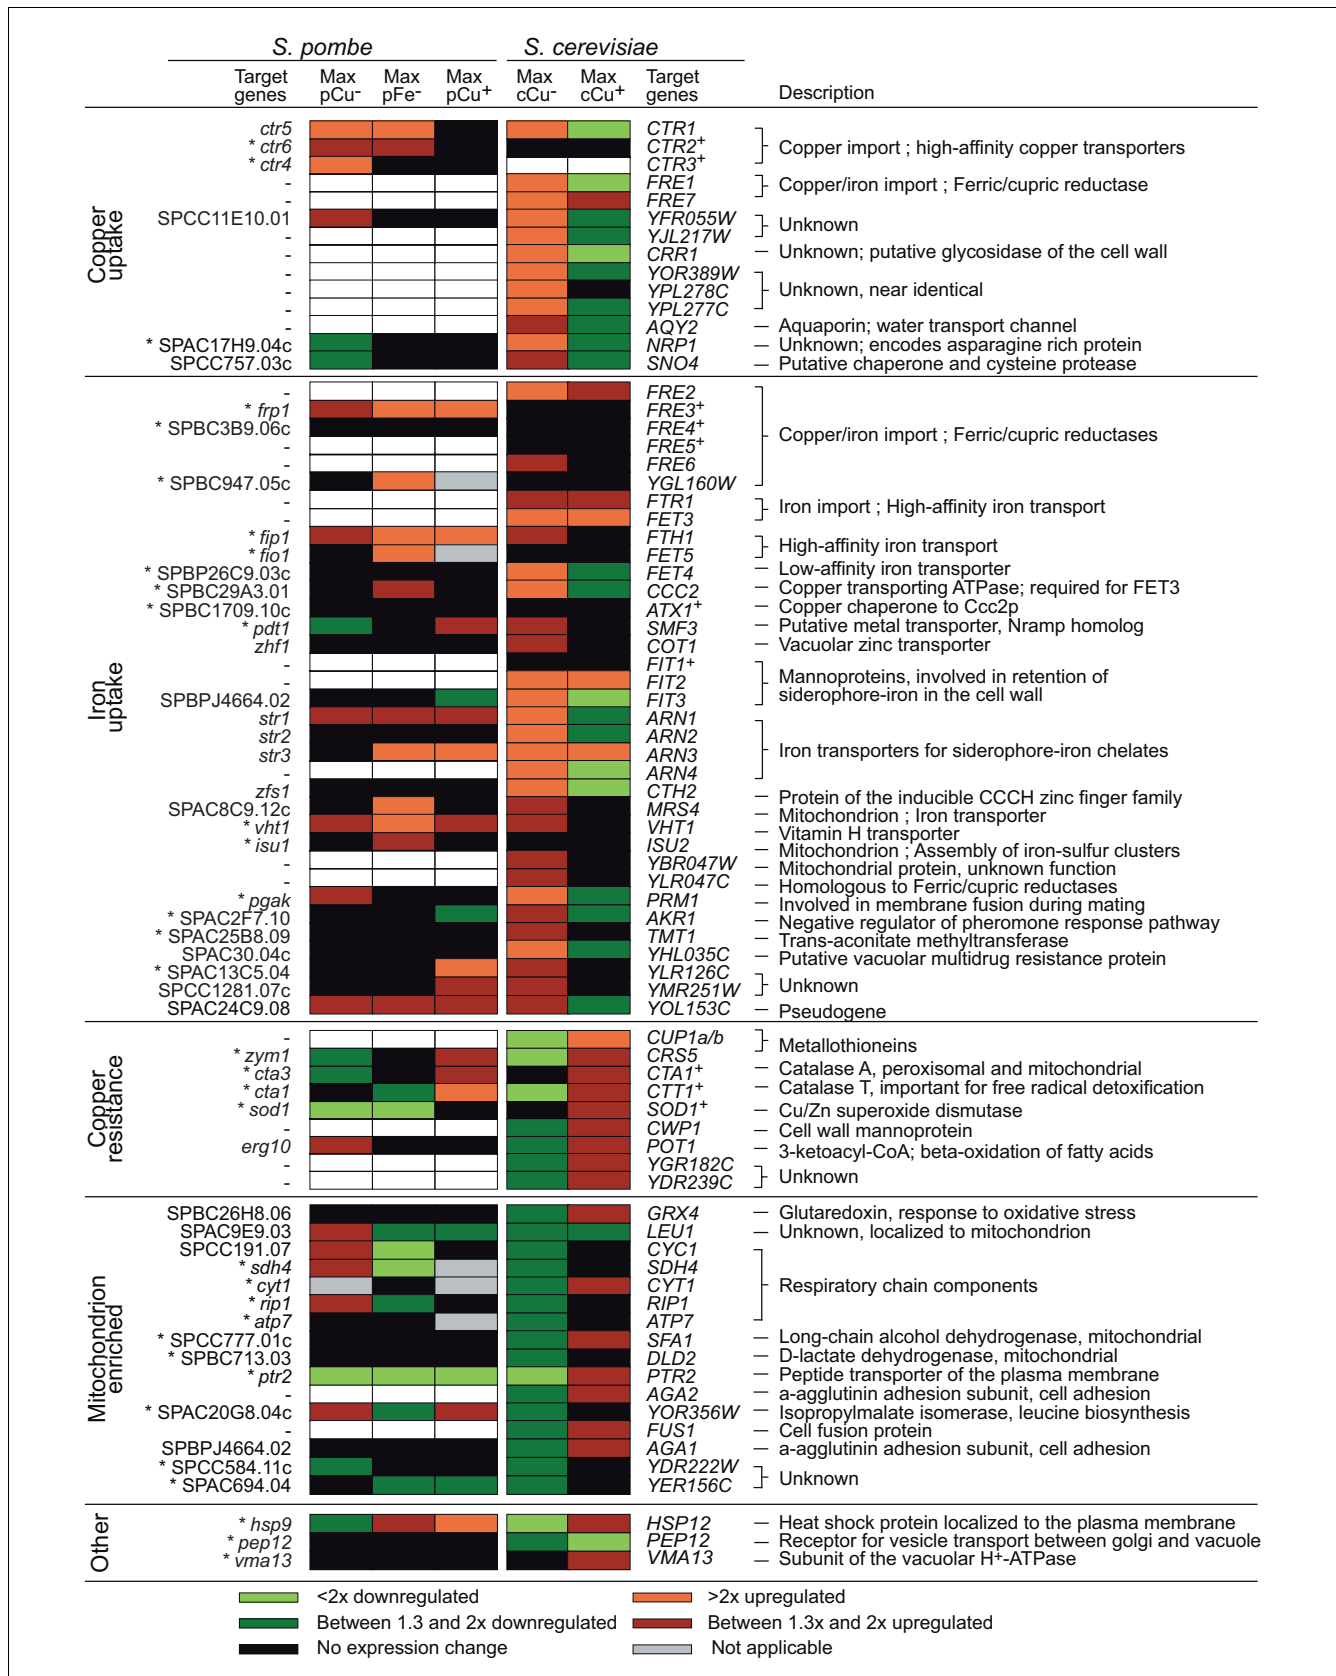 S. pombe S. cerevisiae
Target genes Max pCu- Max pFe- Max pCu+ Max cCu- Max cCu+ Target genes Description
Copper uptake
ctr5 CTR1
* ctr6 CTR2+ Copper import ; high-affinity copper transporters
* ctr4 CTR3+
- FRE1 Copper/iron import ; Ferric/cupric reductase
- FRE7
SPCC11E10.01 YFR055W Unknown
- YJL217W
- CRR1 Unknown; putative glycosidase of the cell wall
- YOR389W
- YPL278C Unknown, near identical
- YPL277C
- AQY2 Aquaporin; water transport channel
* SPAC17H9.04c NRP1 Unknown; encodes asparagine rich protein
SPCC757.03c SNO4 Putative chaperone and cysteine protease
Iron uptake
- FRE2
* frp1 FRE3+
* SPBC3B9.06c FRE4+ Copper/iron import ; Ferric/cupric reductases
- FRE5+
- FRE6
* SPBC947.05c YGL160W
- FTR1 Iron import ; High-affinity iron transport
- FET3
* fip1 FTH1 High-affinity iron transport
* fio1 FET5
* SPBP26C9.03c FET4 Low-affinity iron transporter
* SPBC29A3.01 CCC2 Copper transporting ATPase; required for FET3
* SPBC1709.10c ATX1+ Copper chaperone to Ccc2p
* pdt1 SMF3 Putative metal transporter, Nramp homolog
zhf1 COT1 Vacuolar zinc transporter
- FIT1+
- FIT2 Mannoproteins, involved in retention of
SPBPJ4664.02 FIT3 siderophore-iron in the cell wall
str1 ARN1
str2 ARN2 Iron transporters for siderophore-iron chelates
str3 ARN3
- ARN4
zfs1 CTH2 Protein of the inducible CCCH zinc finger family
SPAC8C9.12c MRS4 Mitochondrion ; Iron transporter
* vht1 VHT1 Vitamin H transporter
* isu1 ISU2 Mitochondrion ; Assembly of iron-sulfur clusters
- YBR047W Mitochondrial protein, unknown function
- YLR047C Homologous to Ferric/cupric reductases
* pgak PRM1 Involved in membrane fusion during mating
* SPAC2F7.10 AKR1 Negative regulator of pheromone response pathway
* SPAC25B8.09 TMT1 Trans-aconitate methyltransferase
SPAC30.04c YHL035C Putative vacuolar multidrug resistance protein
* SPAC13C5.04 YLR126C Unknown
SPCC1281.07c YMR251W
SPAC24C9.08 YOL153C Pseudogene
Copper resistance
- CUP1a/b Metallothioneins
* zym1 CRS5
* cta3 CTA1+ Catalase A, peroxisomal and mitochondrial
* cta1 CTT1+ Catalase T, important for free radical detoxification
* sod1 SOD1+ Cu/Zn superoxide dismutase
- CWP1 Cell wall mannoprotein
erg10 POT1 3-ketoacyl-CoA; beta-oxidation of fatty acids
- YGR182C Unknown
- YDR239C
Mitochondrion enriched
SPBC26H8.06 GRX4 Glutaredoxin, response to oxidative stress
SPAC9E9.03 LEU1 Unknown, localized to mitochondrion
SPCC191.07 CYC1
* sdh4 SDH4
* cyt1 CYT1 Respiratory chain components
* rip1 RIP1
* atp7 ATP7
* SPCC777.01c SFA1 Long-chain alcohol dehydrogenase, mitochondrial
* SPBC713.03 DLD2 D-lactate dehydrogenase, mitochondrial
* ptr2 PTR2 Peptide transporter of the plasma membrane
- AGA2 a-agglutinin adhesion subunit, cell adhesion
* SPAC20G8.04c YOR356W Isopropylmalate isomerase, leucine biosynthesis
- FUS1 Cell fusion protein
SPBPJ4664.02 AGA1 a-agglutinin adhesion subunit, cell adhesion
* SPCC584.11c YDR222W Unknown
* SPAC694.04 YER156C
Other
* hsp9 HSP12 Heat shock protein localized to the plasma membrane
* pep12 PEP12 Receptor for vesicle transport between golgi and vacuole
* vma13 VMA13 Subunit of the vacuolar H+-ATPase
<2x downregulated >2x upregulated
Between 1.3 and 2x downregulated Between 1.3x and 2x upregulated
No expression change Not applicable